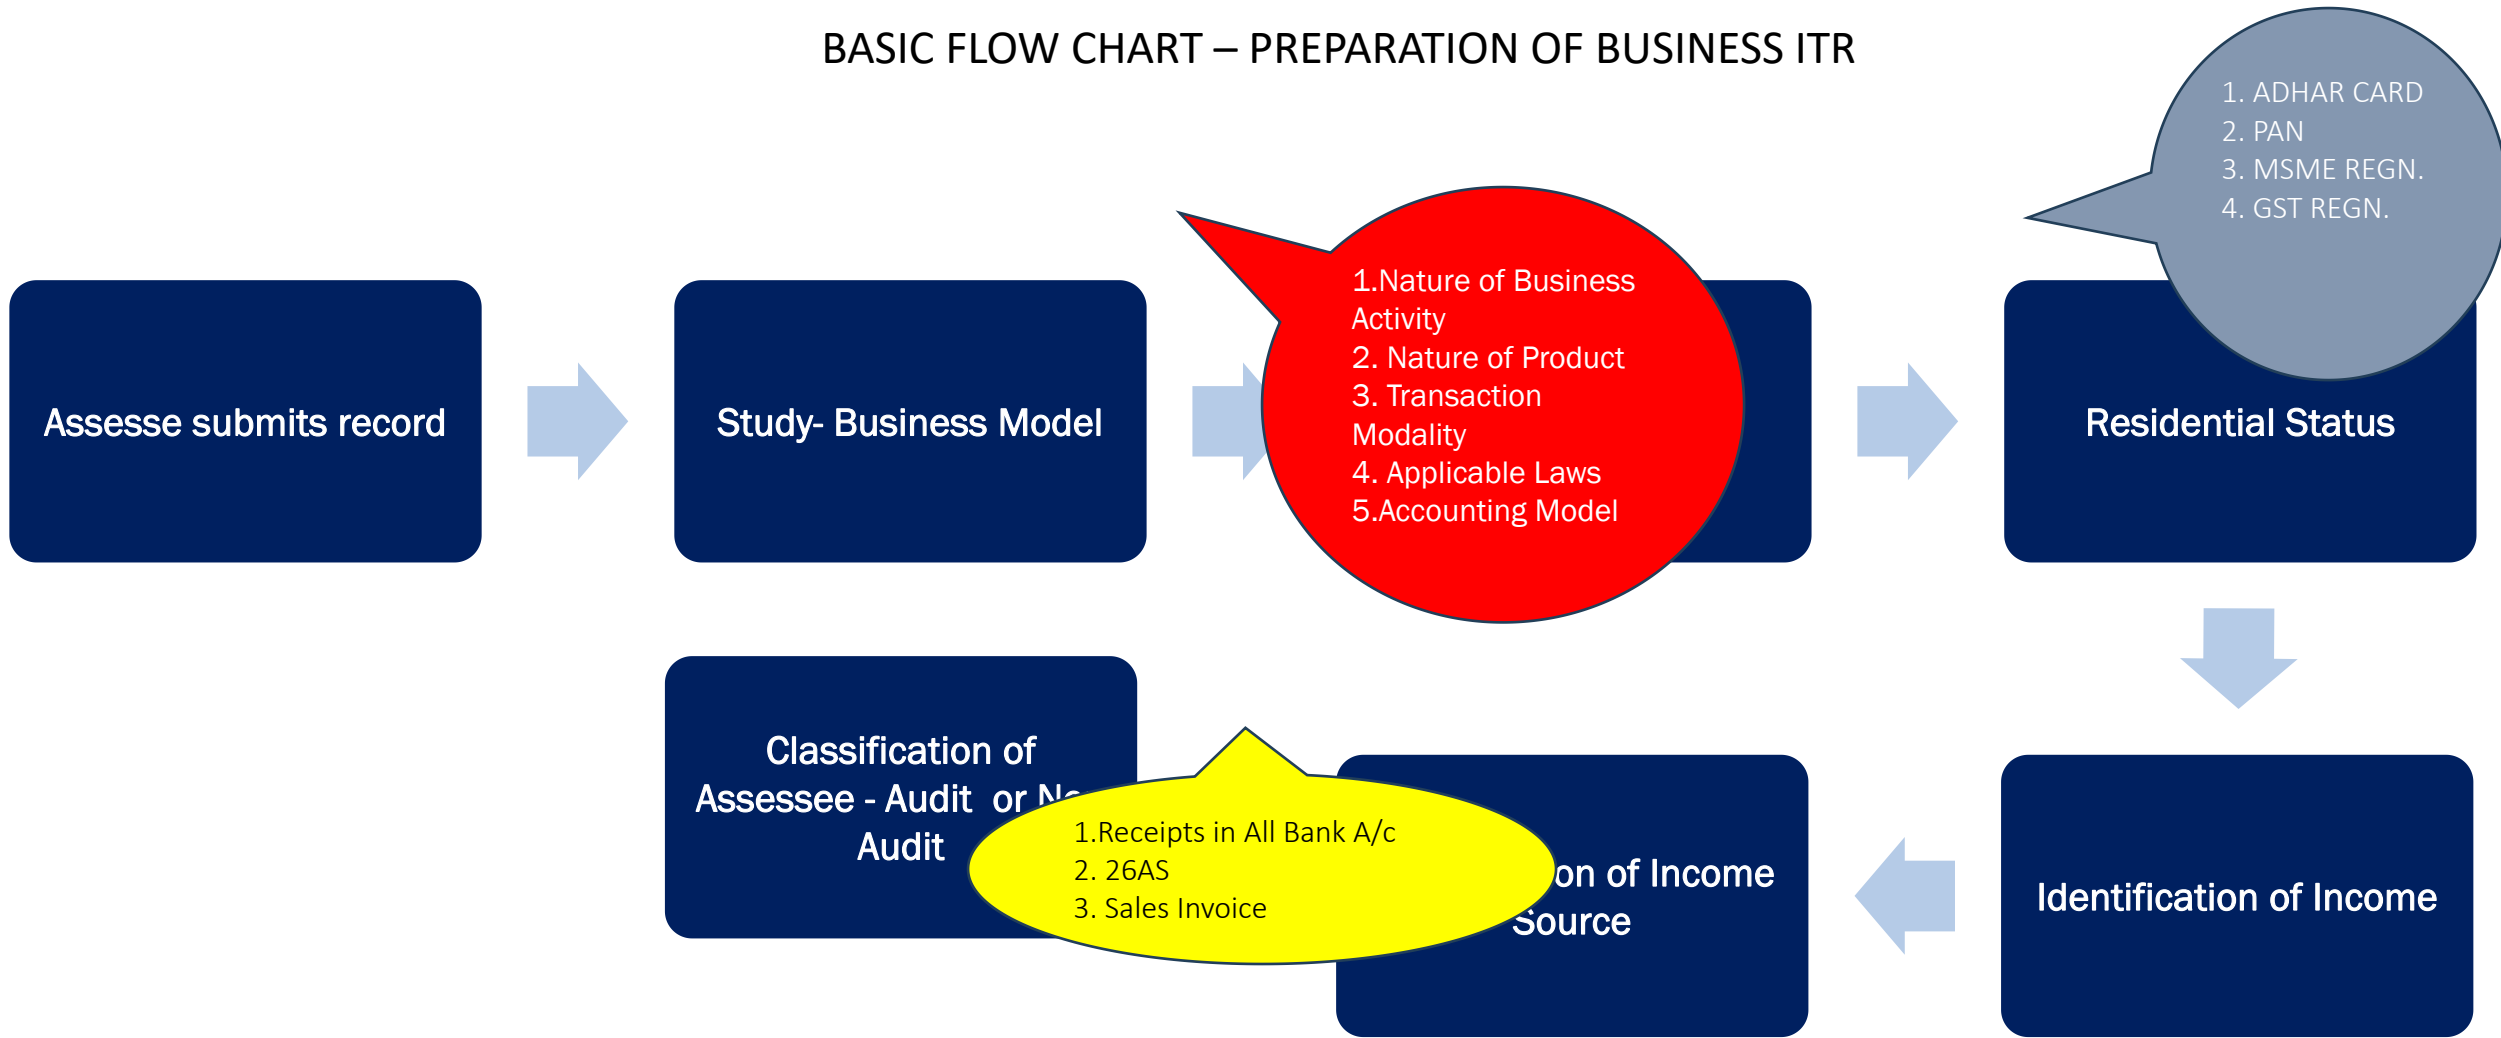 BASIC FLOW CHART – PREPARATION OF BUSINESS ITR
1. ADHAR CARD
2. PAN
3. MSME REGN.
4. GST REGN.
1.Nature of Business
Activity
2. Nature of Product
3. Transaction
Modality
4. Applicable Laws
5.Accounting Model
Assesse submits record
Study- Business Model
Residential Status
Classification of
Assessee - Audit or
Audit
1.Receipts in All Bank A/c
2. 26AS
3. Sales Invoice
of Income
Source
Identification of Income